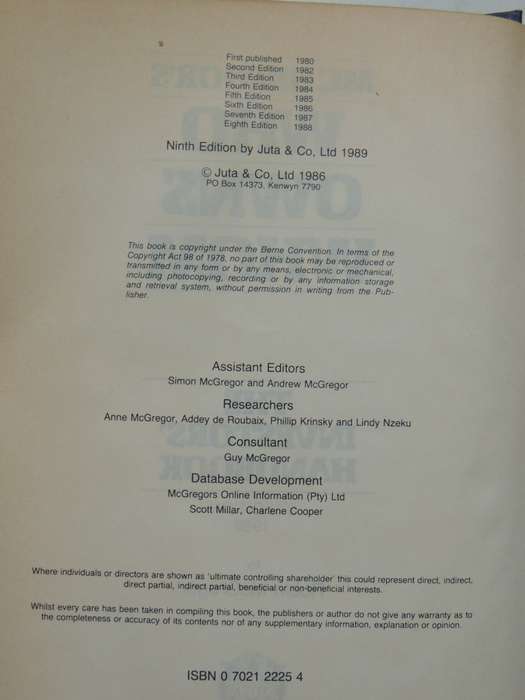 First published 1980
Second Edition 1982
Third Edition 1983
Fourth Edition 1984
Fifth Edition 1985
Sixth Edition 1986
Seventh Edition 1987
Eighth Edition 1988
Ninth Edition by Juta & Co, Ltd 1989
© Juta & Co, Ltd 1986
PO Box 14373, Kenwyn 7790
This book is copyright under the Berne Convention. In terms of the
Copyright Act 98 of 1978, no part of this book may be reproduced or
transmitted in any form or by any means, electronic or mechanical,
including photocopying, recording or by any information storage
and retrieval system, without permission in writing from the Pub-
lisher.
Assistant Editors
Simon McGregor and Andrew McGregor
Researchers
Anne McGregor, Addey de Roubaix, Phillip Krinsky and Lindy Nzeku
Consultant
Guy McGregor
Database Development
McGregors Online Information (Pty) Ltd
Scott Millar, Charlene Cooper
Where individuals or directors are shown as 'ultimate controlling shareholder' this could represent direct, indirect,
direct partial, indirect partial, beneficial or non-beneficial interests.
Whilst every care has been taken in compiling this book, the publishers or author do not give any warranty as to
the completeness or accuracy of its contents nor of any supplementary information, explanation or opinion.
ISBN 0 7021 2225 4